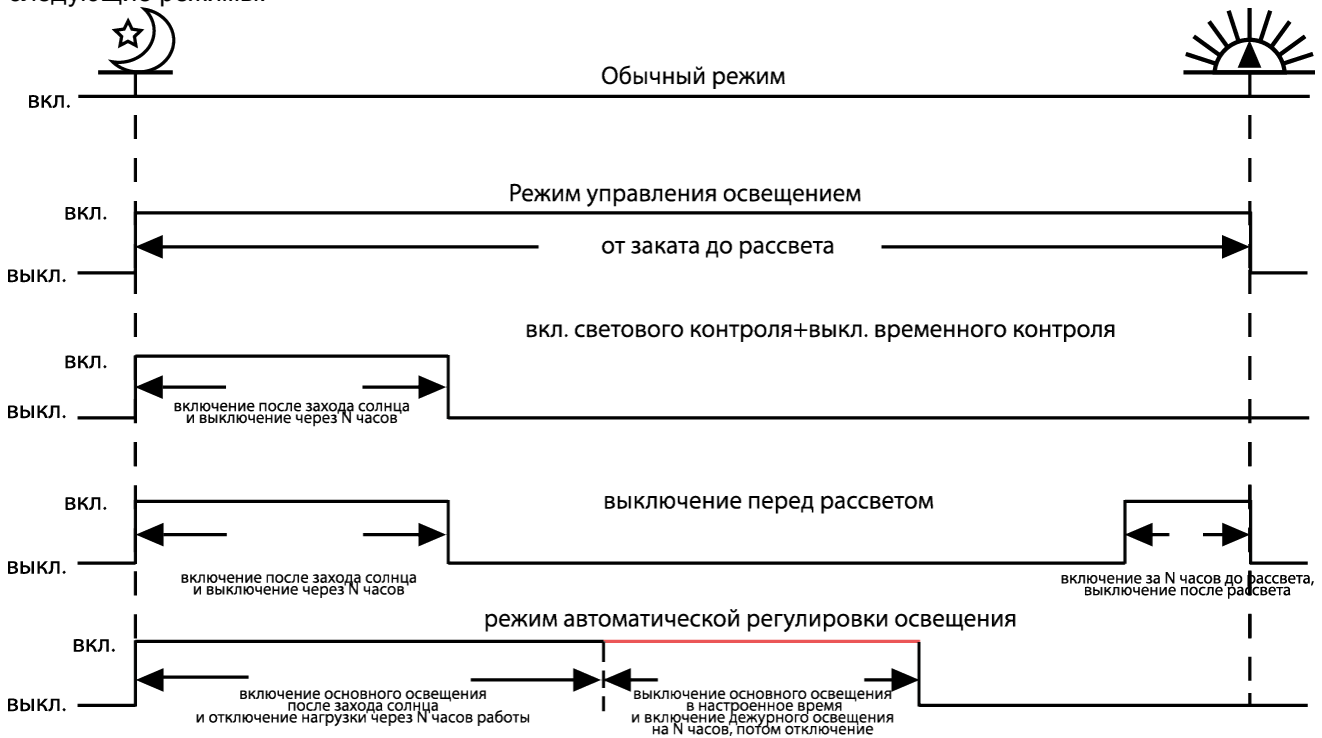 следующие режимы:
Обычный режим
вкл.
Режим управления освещением
вкл.
от заката до рассвета
выкл.
вкл. светового контроля+выкл. временного контроля
вкл.
выкл.
включение после захода солнца
и выключение через N часов
вкл.
выключение перед рассветом
выкл.
включение после захода солнца
и выключение через N часов
включение за N часов до рассвета,
выключение после рассвета
режим автоматической регулировки освещения
вкл.
выкл.
включение основного освещения
после захода солнца
и отключение нагрузки через N часов работы
выключение основного освещения
в настроенное время
и включение дежурного освещения
на N часов, потом отключение